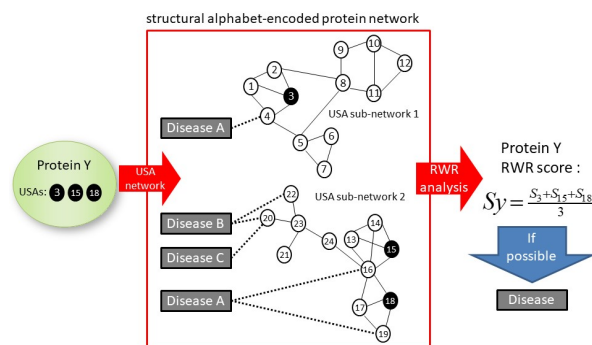 structural alphabet-encoded protein network
9
10
12
2
8
1
3
11
4
USA sub-network 1
Disease A
6
5
7
Protein Y
USAs: 3 15 18
USA
network
RWR
analysis
Protein Y
RWR score :
Sy = S3+S15+S18
3
USA sub-network 2
22
Disease B
20
23
14
13
15
24
Disease C
21
16
If
possible
Disease A
18
17
19
Disease